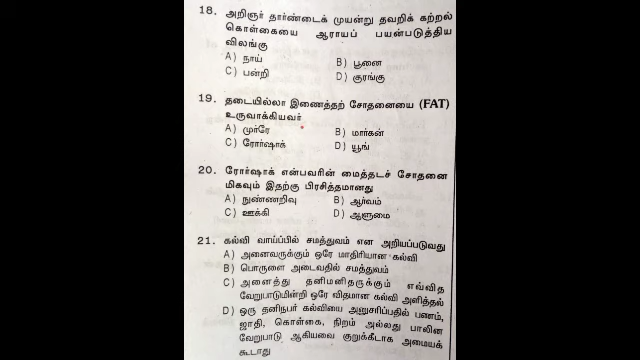 18. அறிஞர் தார்ண்டைக் முயன்று தவறிக் கற்றல்
கொள்கையை ஆராயப் பயன்படுத்திய
விலங்கு
A) நாய் B) பூனை
C) பன்றி D) குரங்கு
19. தடையில்லா இணைத்தற் சோதனையை (FAT)
உருவாக்கியவர்
A) முர்ரே B) மார்கன்
C) ரோர்ஷாக் D) யூங்
20. ரோர்ஷாக் என்பவரின் மைத்தடச் சோதனை
மிகவும் இதற்கு பிரசித்தமானது
A) நுண்ணறிவு B) ஆர்வம்
C) ஊக்கி D) ஆளுமை
21. கல்வி வாய்ப்பில் சமத்துவம் என அறியப்படுவது
A) அனைவருக்கும் ஒரே மாதிரியான கல்வி
B) பொருளை அடைவதில் சமத்துவம்
C) அனைத்து தனிமனிதருக்கும் எவ்வித
வேறுபாடுமின்றி ஒரே விதமான கல்வி அளித்தல்
D) ஒரு தனிநபர் கல்வியை அனுசரிப்பதில் பணம்,
ஜாதி, கொள்கை, நிறம் அல்லது பாலின
வேறுபாடு ஆகியவை குறுக்கீடாக அமையக்
கூடாது